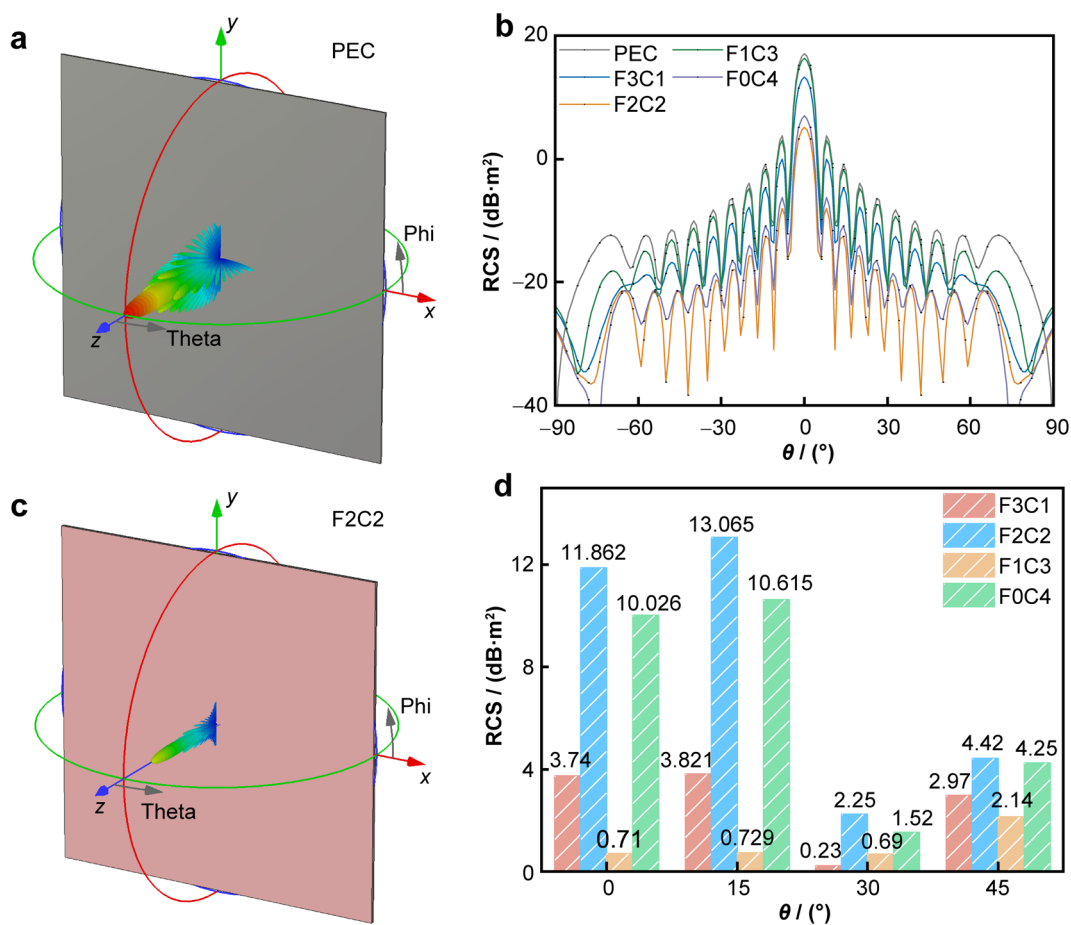 a
y
PEC
Phi
x
z
Theta
b
PEC
F1C3
F3C1
F0C4
F2C2
RCS / (dB·m²)
20
0
−20
−40
−90
−60
−30
0
30
60
90
θ / (°)
c
y
F2C2
Phi
x
z
Theta
d
F3C1
F2C2
F1C3
F0C4
RCS / (dB·m²)
12
8
4
0
3.74
11.862
0.71
10.026
3.821
13.065
0.729
10.615
0.23
2.25
0.69
1.52
2.97
4.42
2.14
4.25
0
15
30
45
θ / (°)